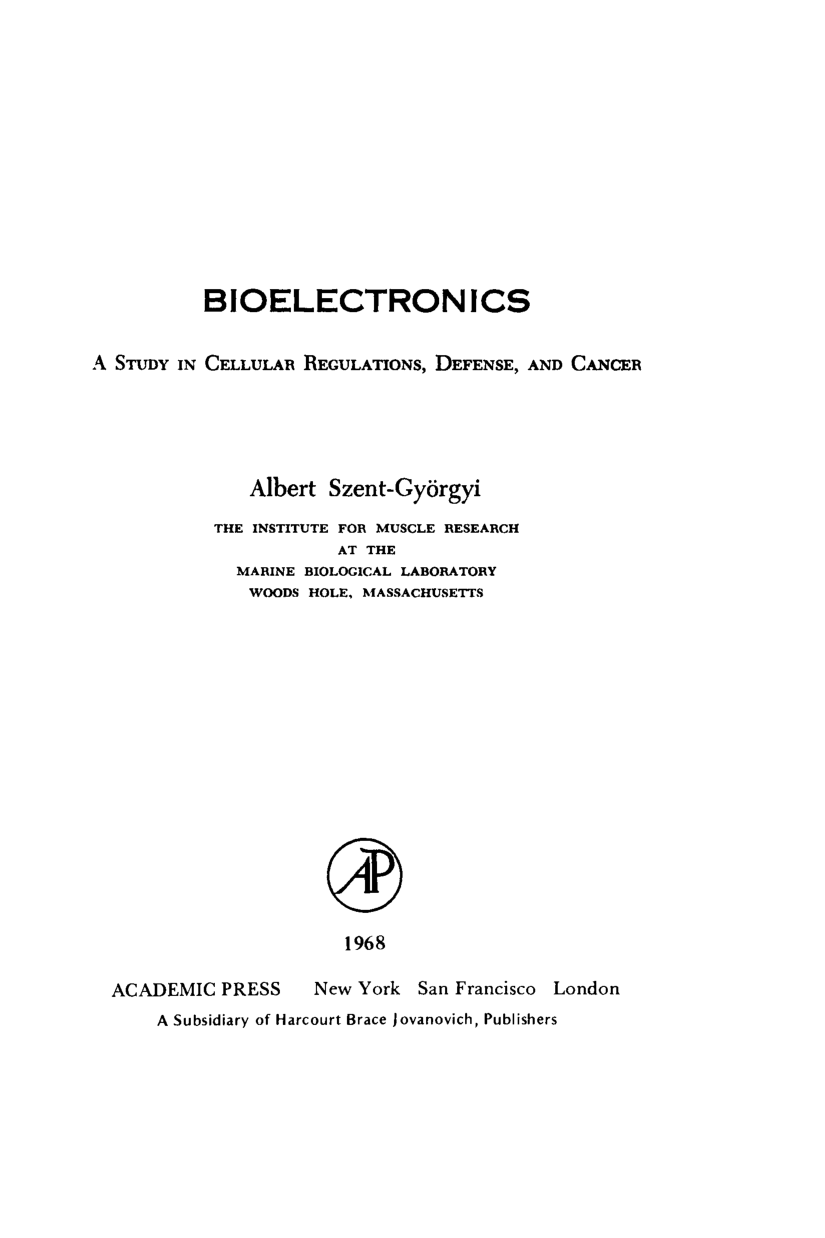 BIOELECTRONICS
A STUDY IN CELLULAR REGULATIONS, DEFENSE, AND CANCER
Albert Szent-Györgyi
THE INSTITUTE FOR MUSCLE RESEARCH
AT THE
MARINE BIOLOGICAL LABORATORY
WOODS HOLE, MASSACHUSETTS
AP
1968
ACADEMIC PRESS New York San Francisco London
A Subsidiary of Harcourt Brace Jovanovich, Publishers